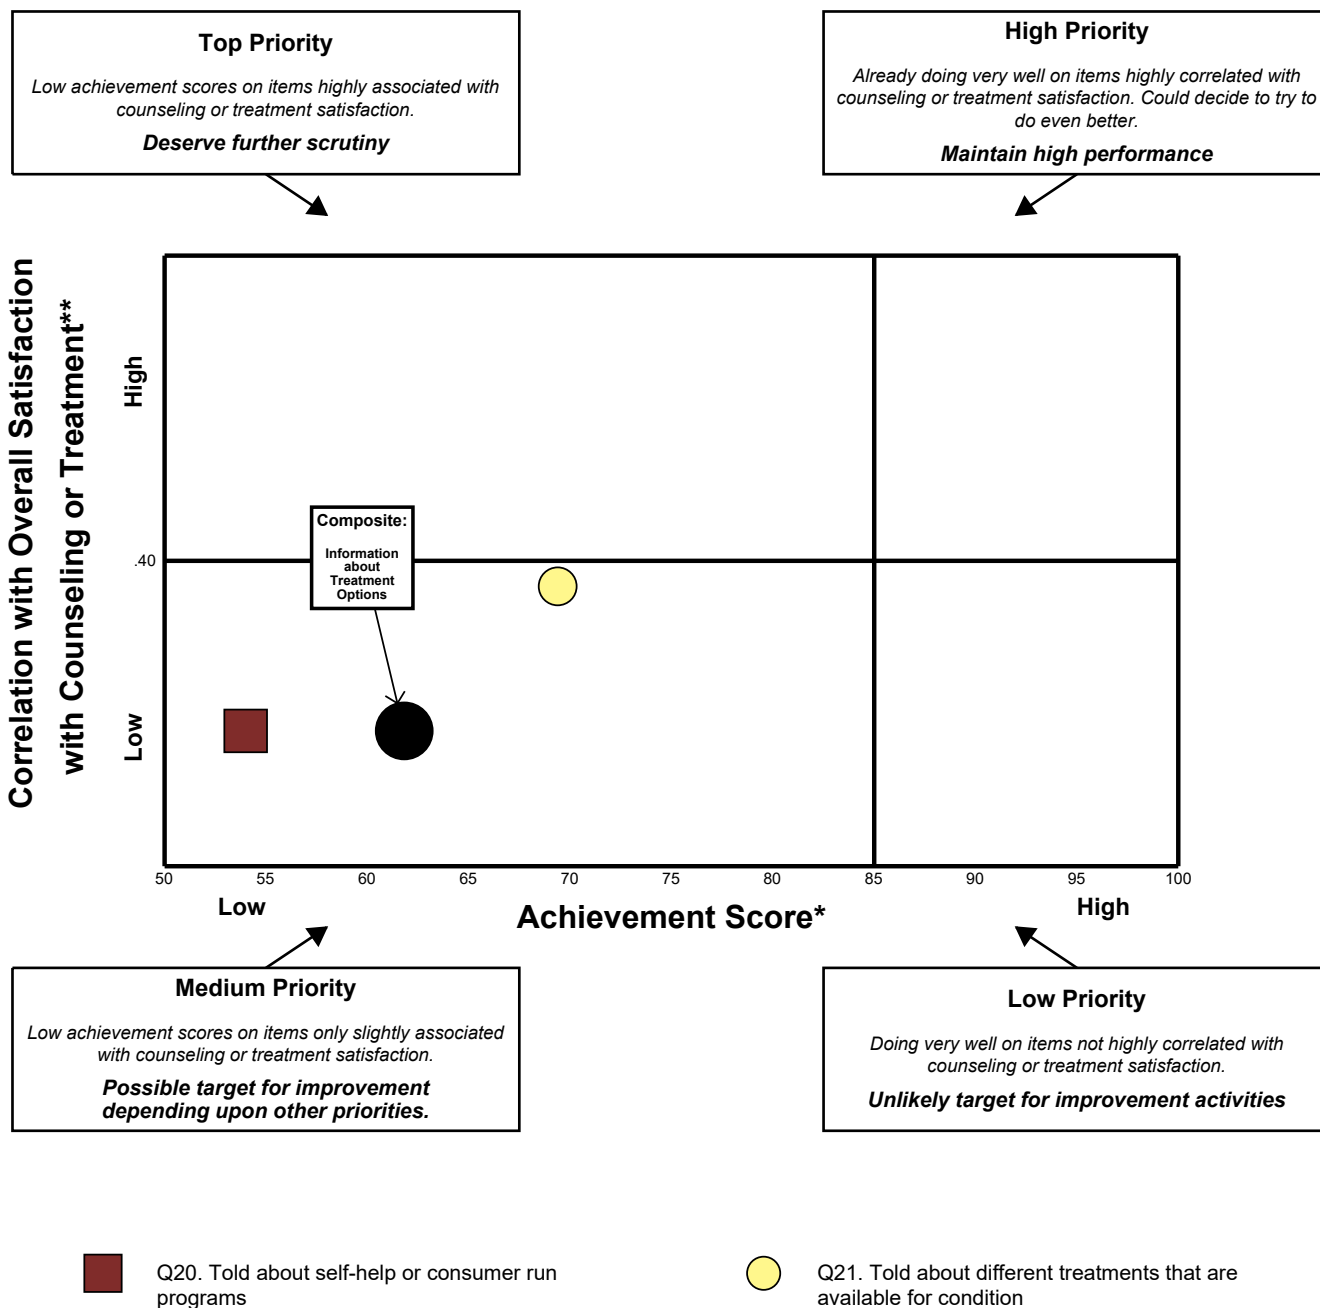 Top Priority
Low achievement scores on items highly associated with
counseling or treatment satisfaction.
Deserve further scrutiny
High Priority
Already doing very well on items highly correlated with
counseling or treatment satisfaction. Could decide to try to
do even better.
Maintain high performance
Correlation with Overall Satisfaction
with Counseling or Treatment**
High
.40
Low
Composite:
Information
about
Treatment
Options
50 55 60 65 70 75 80 85 90 95 100
Low
Achievement Score*
High
Medium Priority
Low achievement scores on items only slightly associated
with counseling or treatment satisfaction.
Possible target for improvement
depending upon other priorities.
Low Priority
Doing very well on items not highly correlated with
counseling or treatment satisfaction.
Unlikely target for improvement activities
Q20. Told about self-help or consumer run
programs
Q21. Told about different treatments that are
available for condition